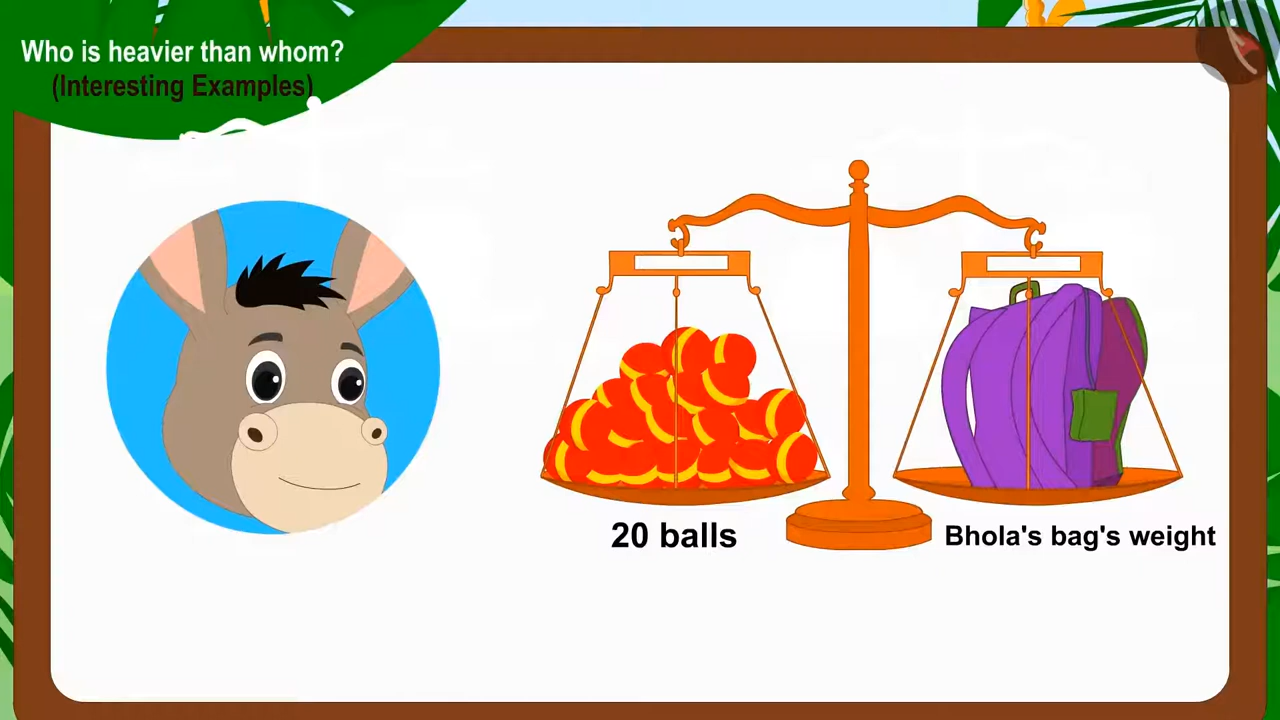 Who is heavier than whom?
(Interesting Examples)
20 balls
Bhola's bag's weight